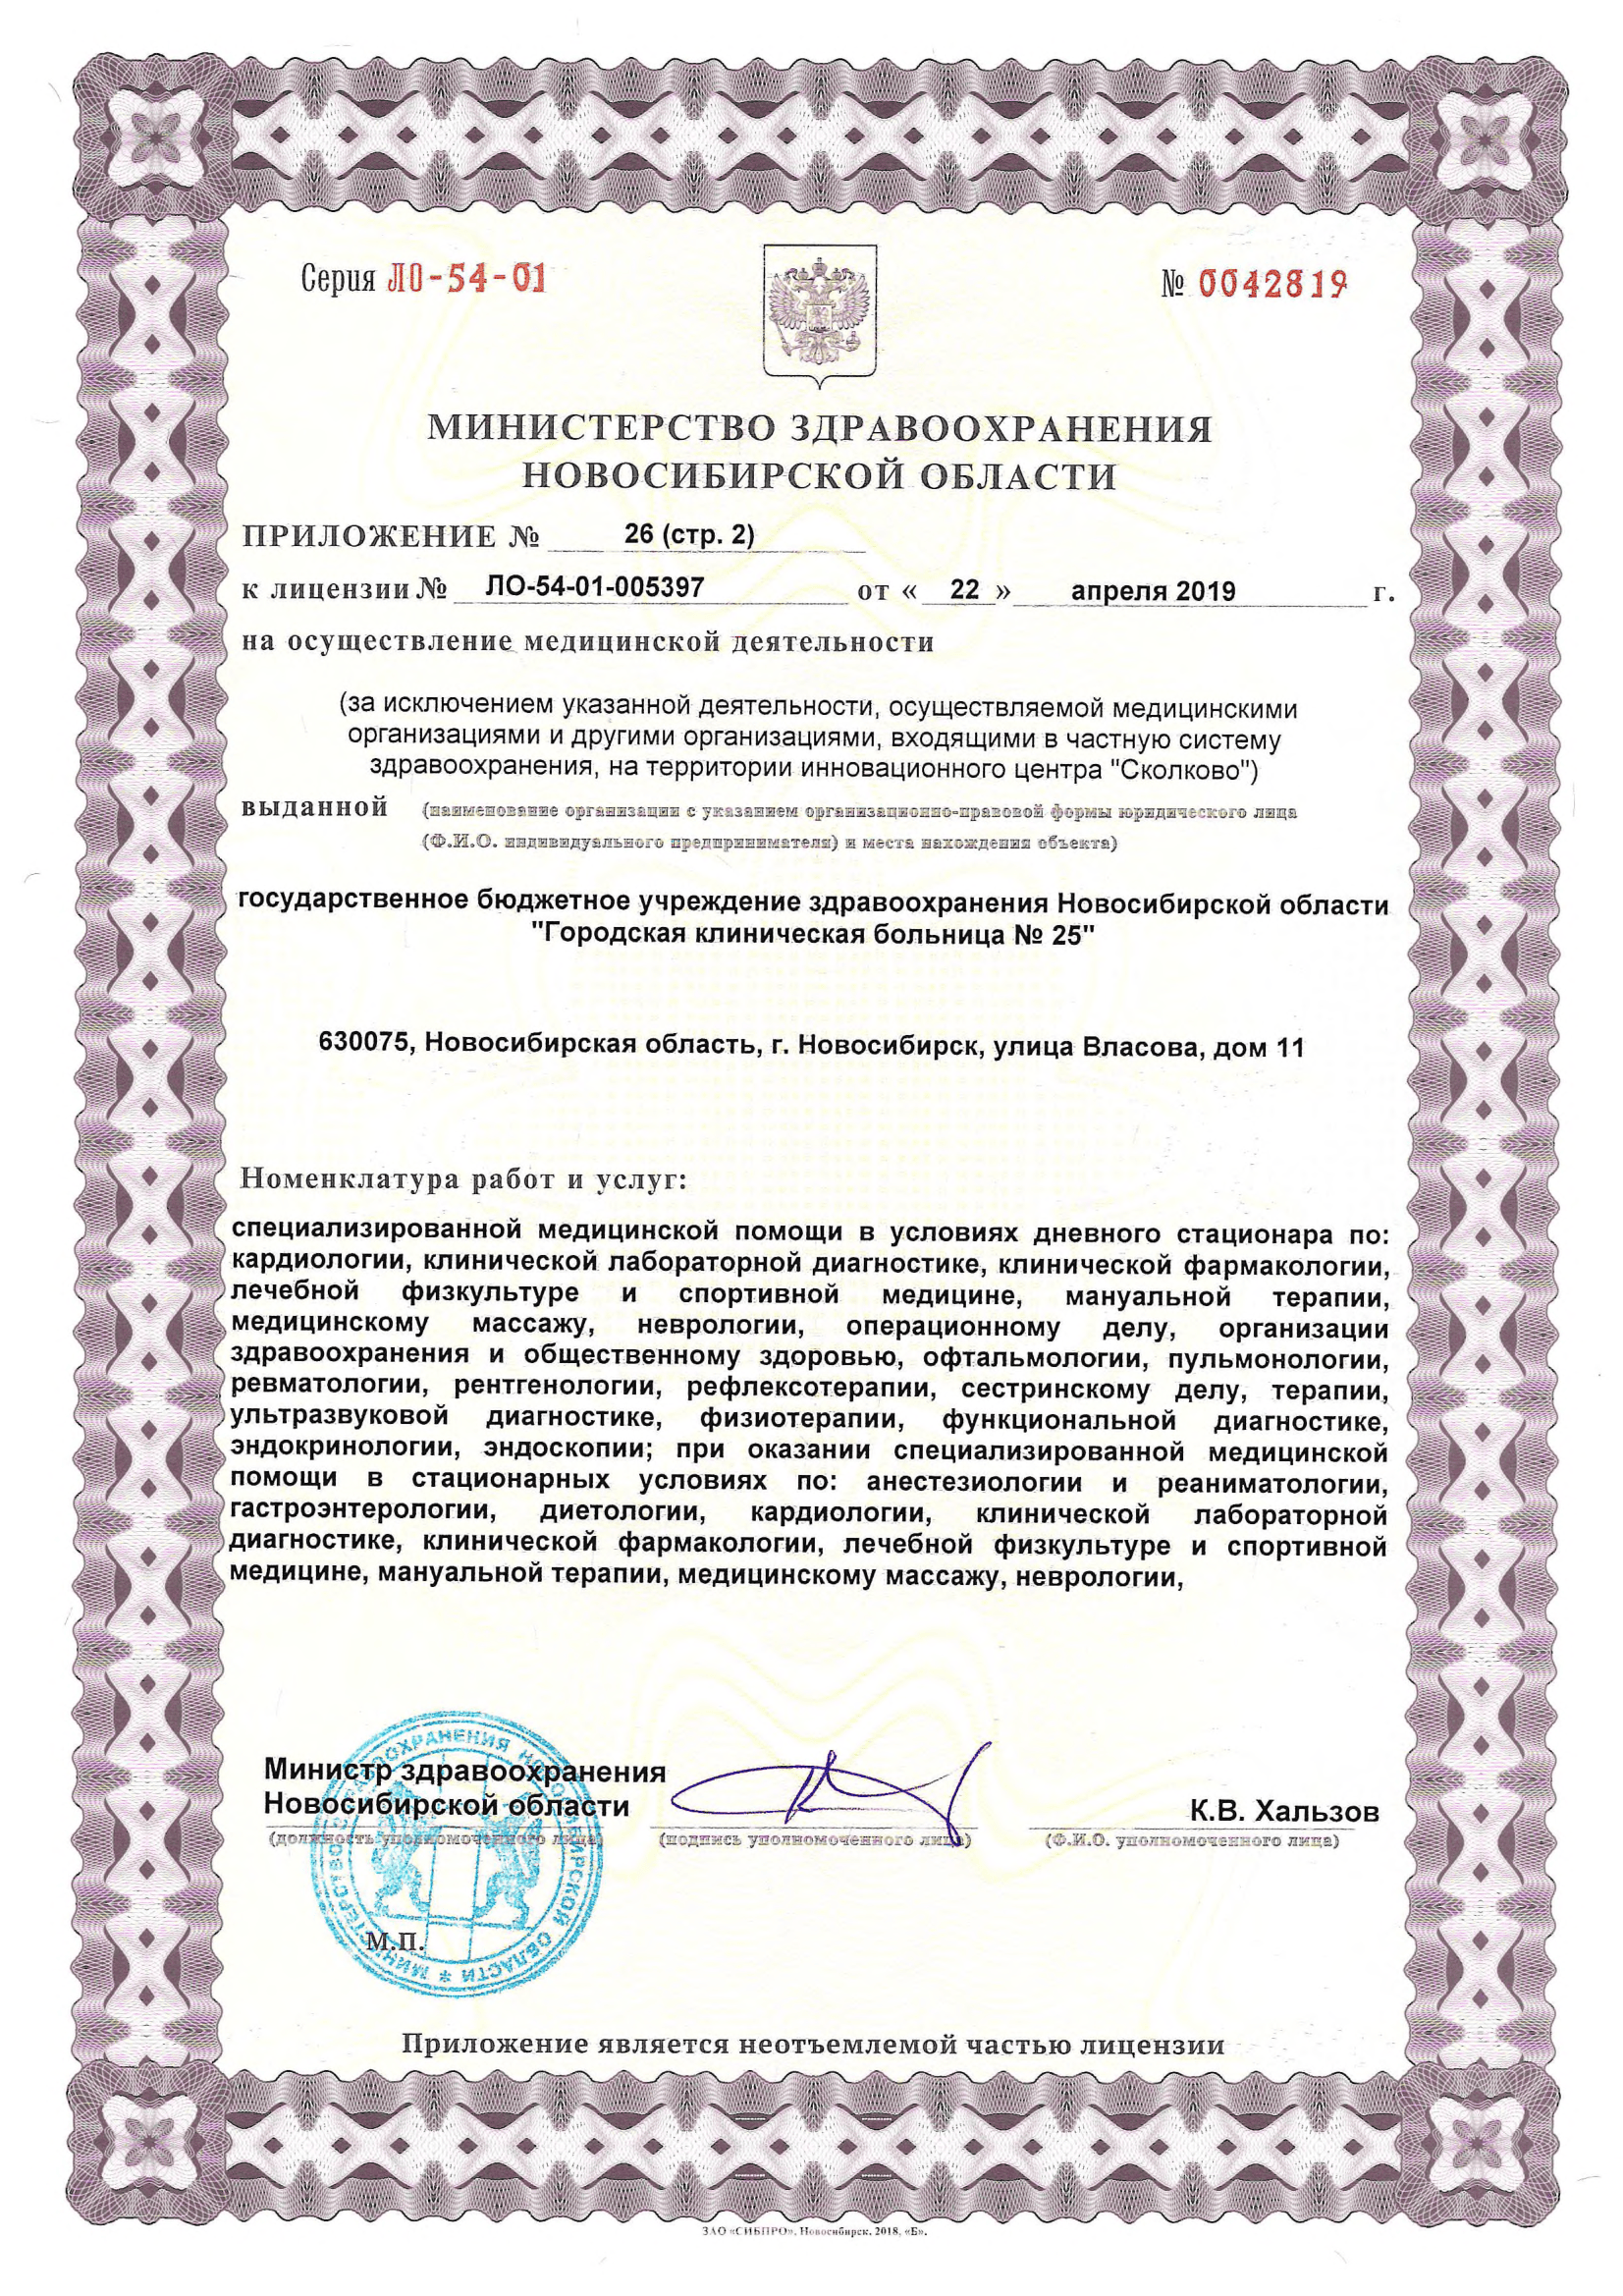 Серия ЛО-54-01
№ 0042819
МИНИСТЕРСТВО ЗДРАВООХРАНЕНИЯ
НОВОСИБИРСКОЙ ОБЛАСТИ
ПРИЛОЖЕНИЕ № 26 (стр. 2)
к лицензии № ЛО-54-01-005397 от « 22 » апреля 2019 г.
на осуществление медицинской деятельности
(за исключением указанной деятельности, осуществляемой медицинскими
организациями и другими организациями, входящими в частную систему
здравоохранения, на территории инновационного центра "Сколково")
выданной (наименование организации с указанием организационно-правовой формы юридического лица
(Ф.И.О. индивидуального предпринимателя) и места нахождения объекта)
государственное бюджетное учреждение здравоохранения Новосибирской области
"Городская клиническая больница № 25"
630075, Новосибирская область, г. Новосибирск, улица Власова, дом 11
Номенклатура работ и услуг:
специализированной медицинской помощи в условиях дневного стационара по:
кардиологии, клинической лабораторной диагностике, клинической фармакологии,
лечебной физкультуре и спортивной медицине, мануальной терапии,
медицинскому массажу, неврологии, операционному делу, организации
здравоохранения и общественному здоровью, офтальмологии, пульмонологии,
ревматологии, рентгенологии, рефлексотерапии, сестринскому делу, терапии,
ультразвуковой диагностике, физиотерапии, функциональной диагностике,
эндокринологии, эндоскопии; при оказании специализированной медицинской
помощи в стационарных условиях по: анестезиологии и реаниматологии,
гастроэнтерологии, диетологии, кардиологии, клинической лабораторной
диагностике, клинической фармакологии, лечебной физкультуре и спортивной
медицине, мануальной терапии, медицинскому массажу, неврологии,
Министр здравоохранения
Новосибирской области
К.В. Хальзов
(должность уполномоченного лица)
(подпись уполномоченного лица)
(Ф.И.О. уполномоченного лица)
МИНИСТЕРСТВО ЗДРАВООХРАНЕНИЯ НОВОСИБИРСКОЙ ОБЛАСТИ *
М.П.
Приложение является неотъемлемой частью лицензии
ЗАО «СИБПРО», Новосибирск, 2018, «Б».